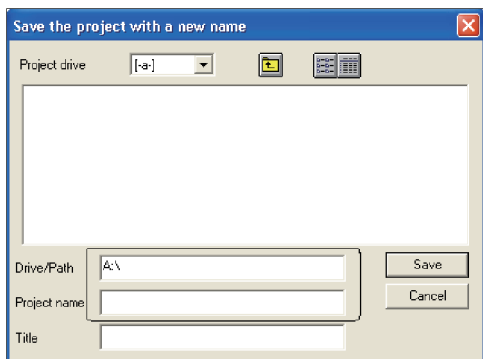 Save the project with a new name
Project drive [-a-]
Drive/Path A:\
Save
Project name
Cancel
Title